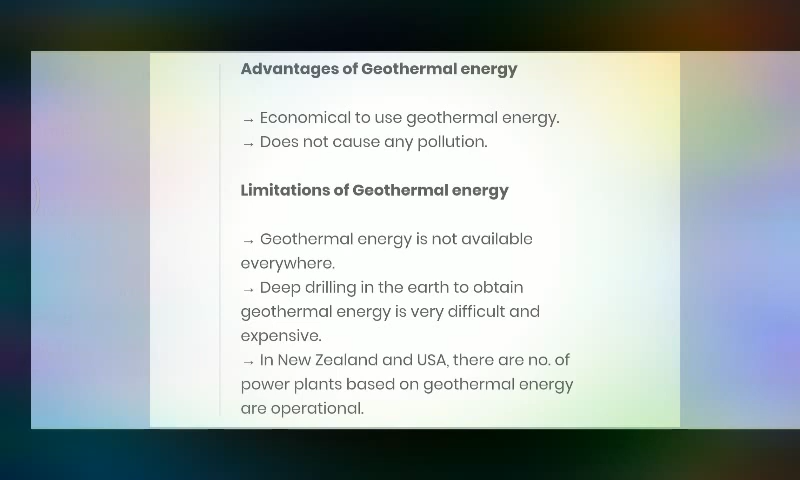 Advantages of Geothermal energy
→ Economical to use geothermal energy.
→ Does not cause any pollution.
Limitations of Geothermal energy
→ Geothermal energy is not available
everywhere.
→ Deep drilling in the earth to obtain
geothermal energy is very difficult and
expensive.
→ In New Zealand and USA, there are no. of
power plants based on geothermal energy
are operational.